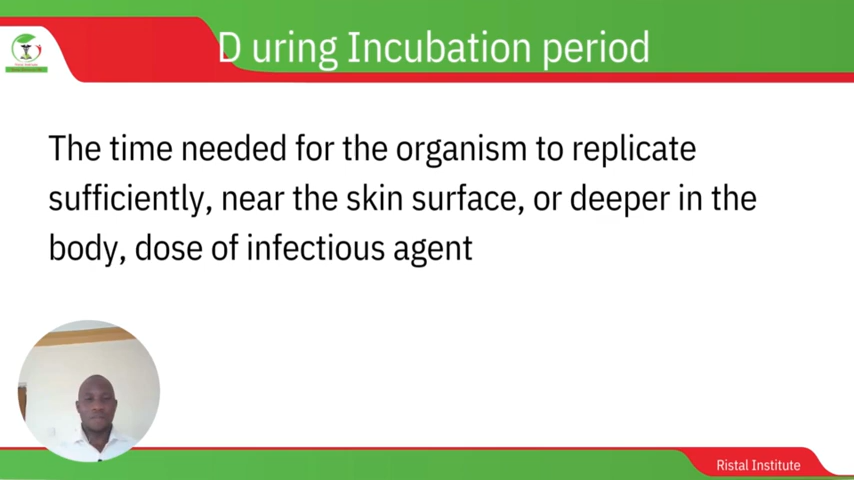 D uring Incubation period
The time needed for the organism to replicate
sufficiently, near the skin surface, or deeper in the
body, dose of infectious agent
Ristal Institute